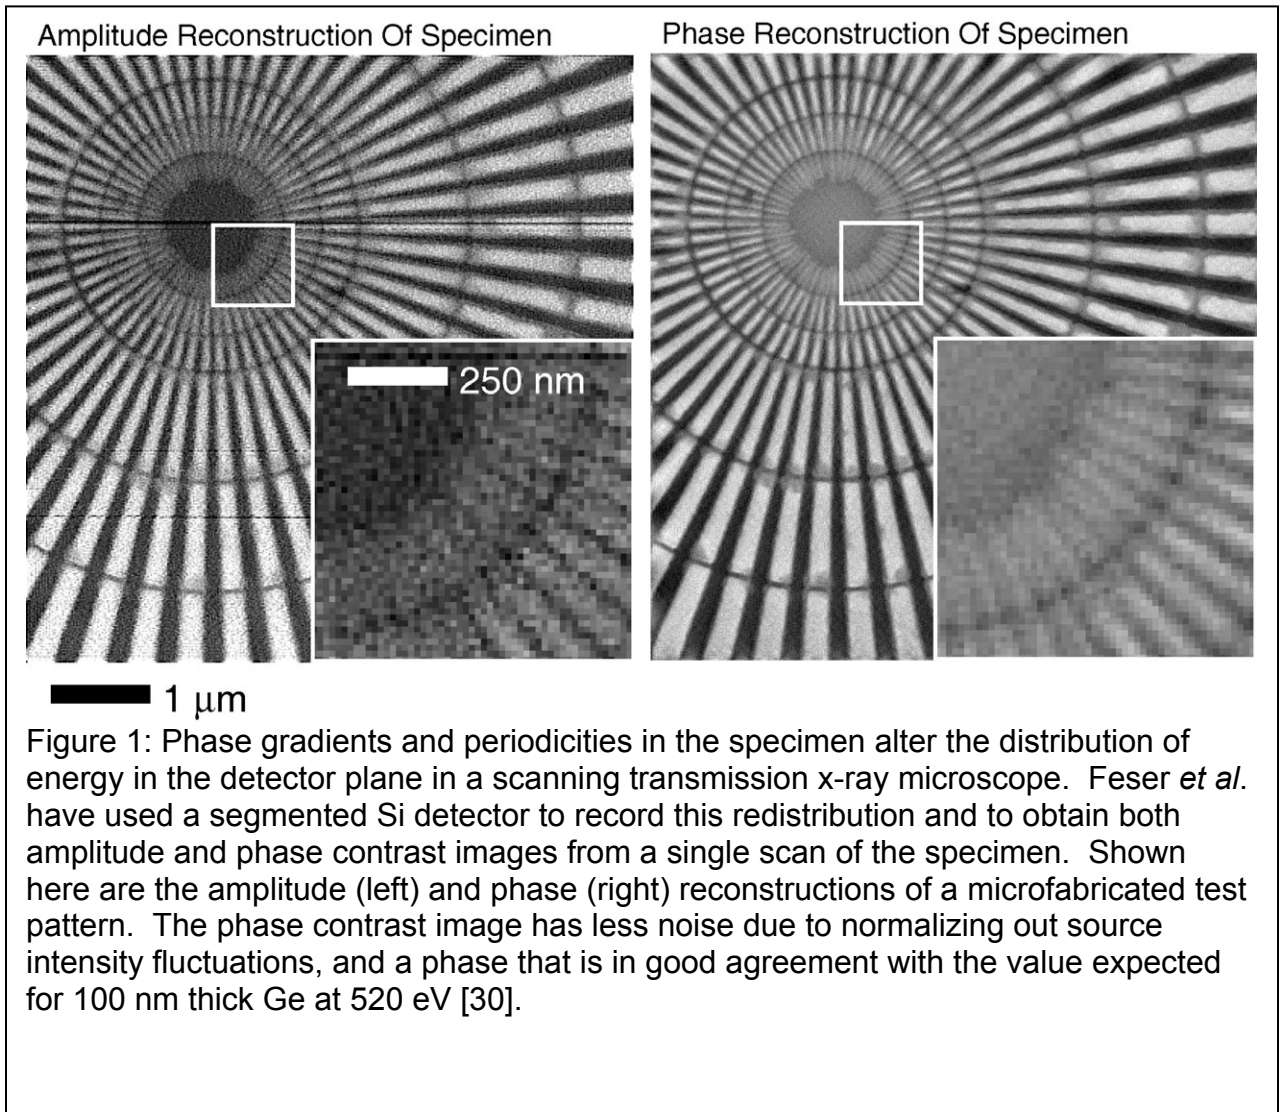 Amplitude Reconstruction Of Specimen
Phase Reconstruction Of Specimen
250 nm
1 μm
Figure 1: Phase gradients and periodicities in the specimen alter the distribution of
energy in the detector plane in a scanning transmission x-ray microscope.  Feser et al.
have used a segmented Si detector to record this redistribution and to obtain both
amplitude and phase contrast images from a single scan of the specimen.  Shown
here are the amplitude (left) and phase (right) reconstructions of a microfabricated test
pattern.  The phase contrast image has less noise due to normalizing out source
intensity fluctuations, and a phase that is in good agreement with the value expected
for 100 nm thick Ge at 520 eV [30].